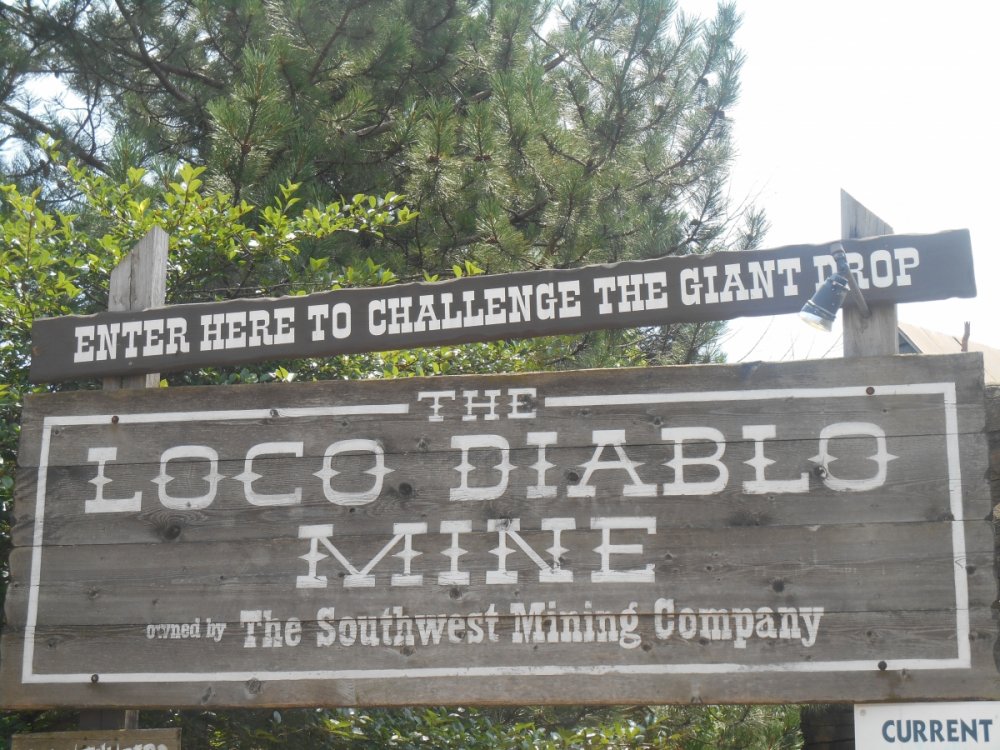 ENTER HERE TO CHALLENGE THE GIANT DROP
THE
LOCO DIABLO
MINE
owned by The Southwest Mining Company
CURRENT